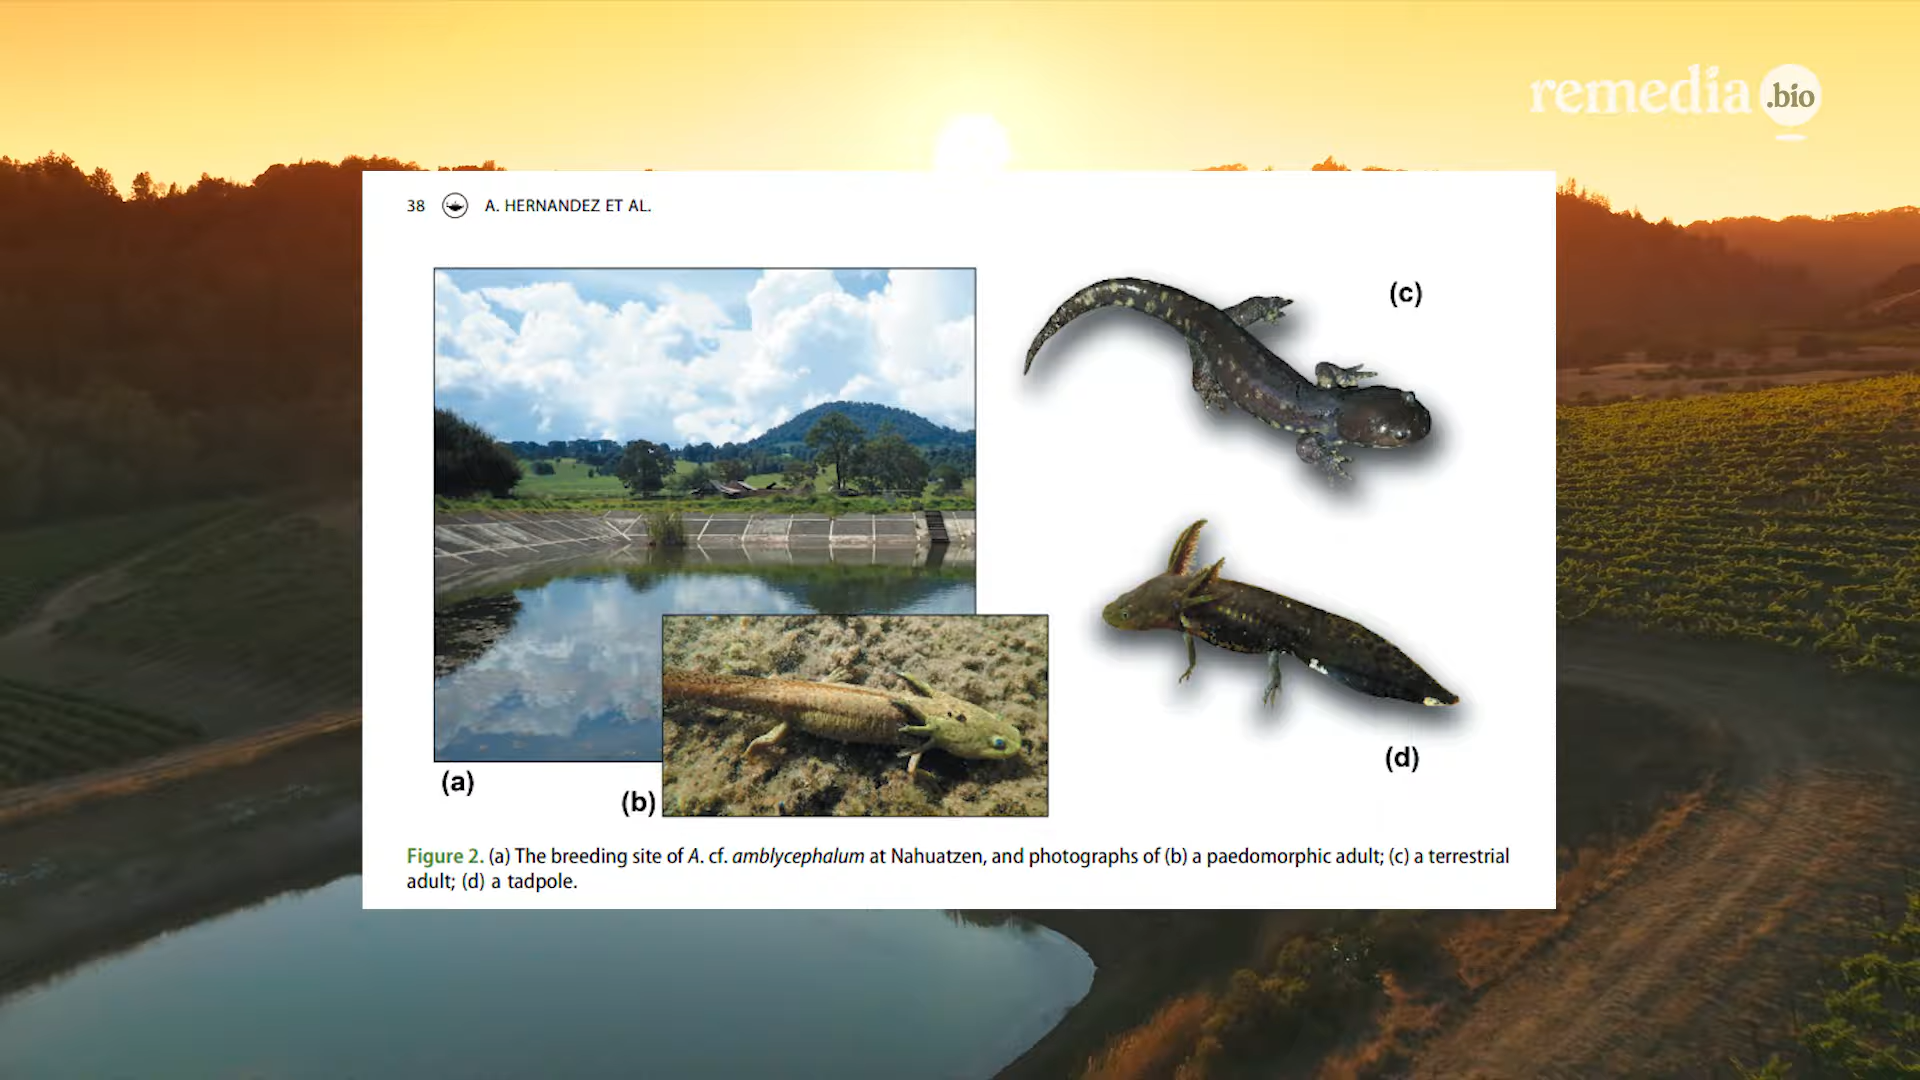 remedia .bio
38 A. HERNANDEZ ET AL.
(c)
(d)
(a)
(b)
Figure 2. (a) The breeding site of A. cf. amblycephalum at Nahuatzen, and photographs of (b) a paedomorphic adult; (c) a terrestrial
adult; (d) a tadpole.